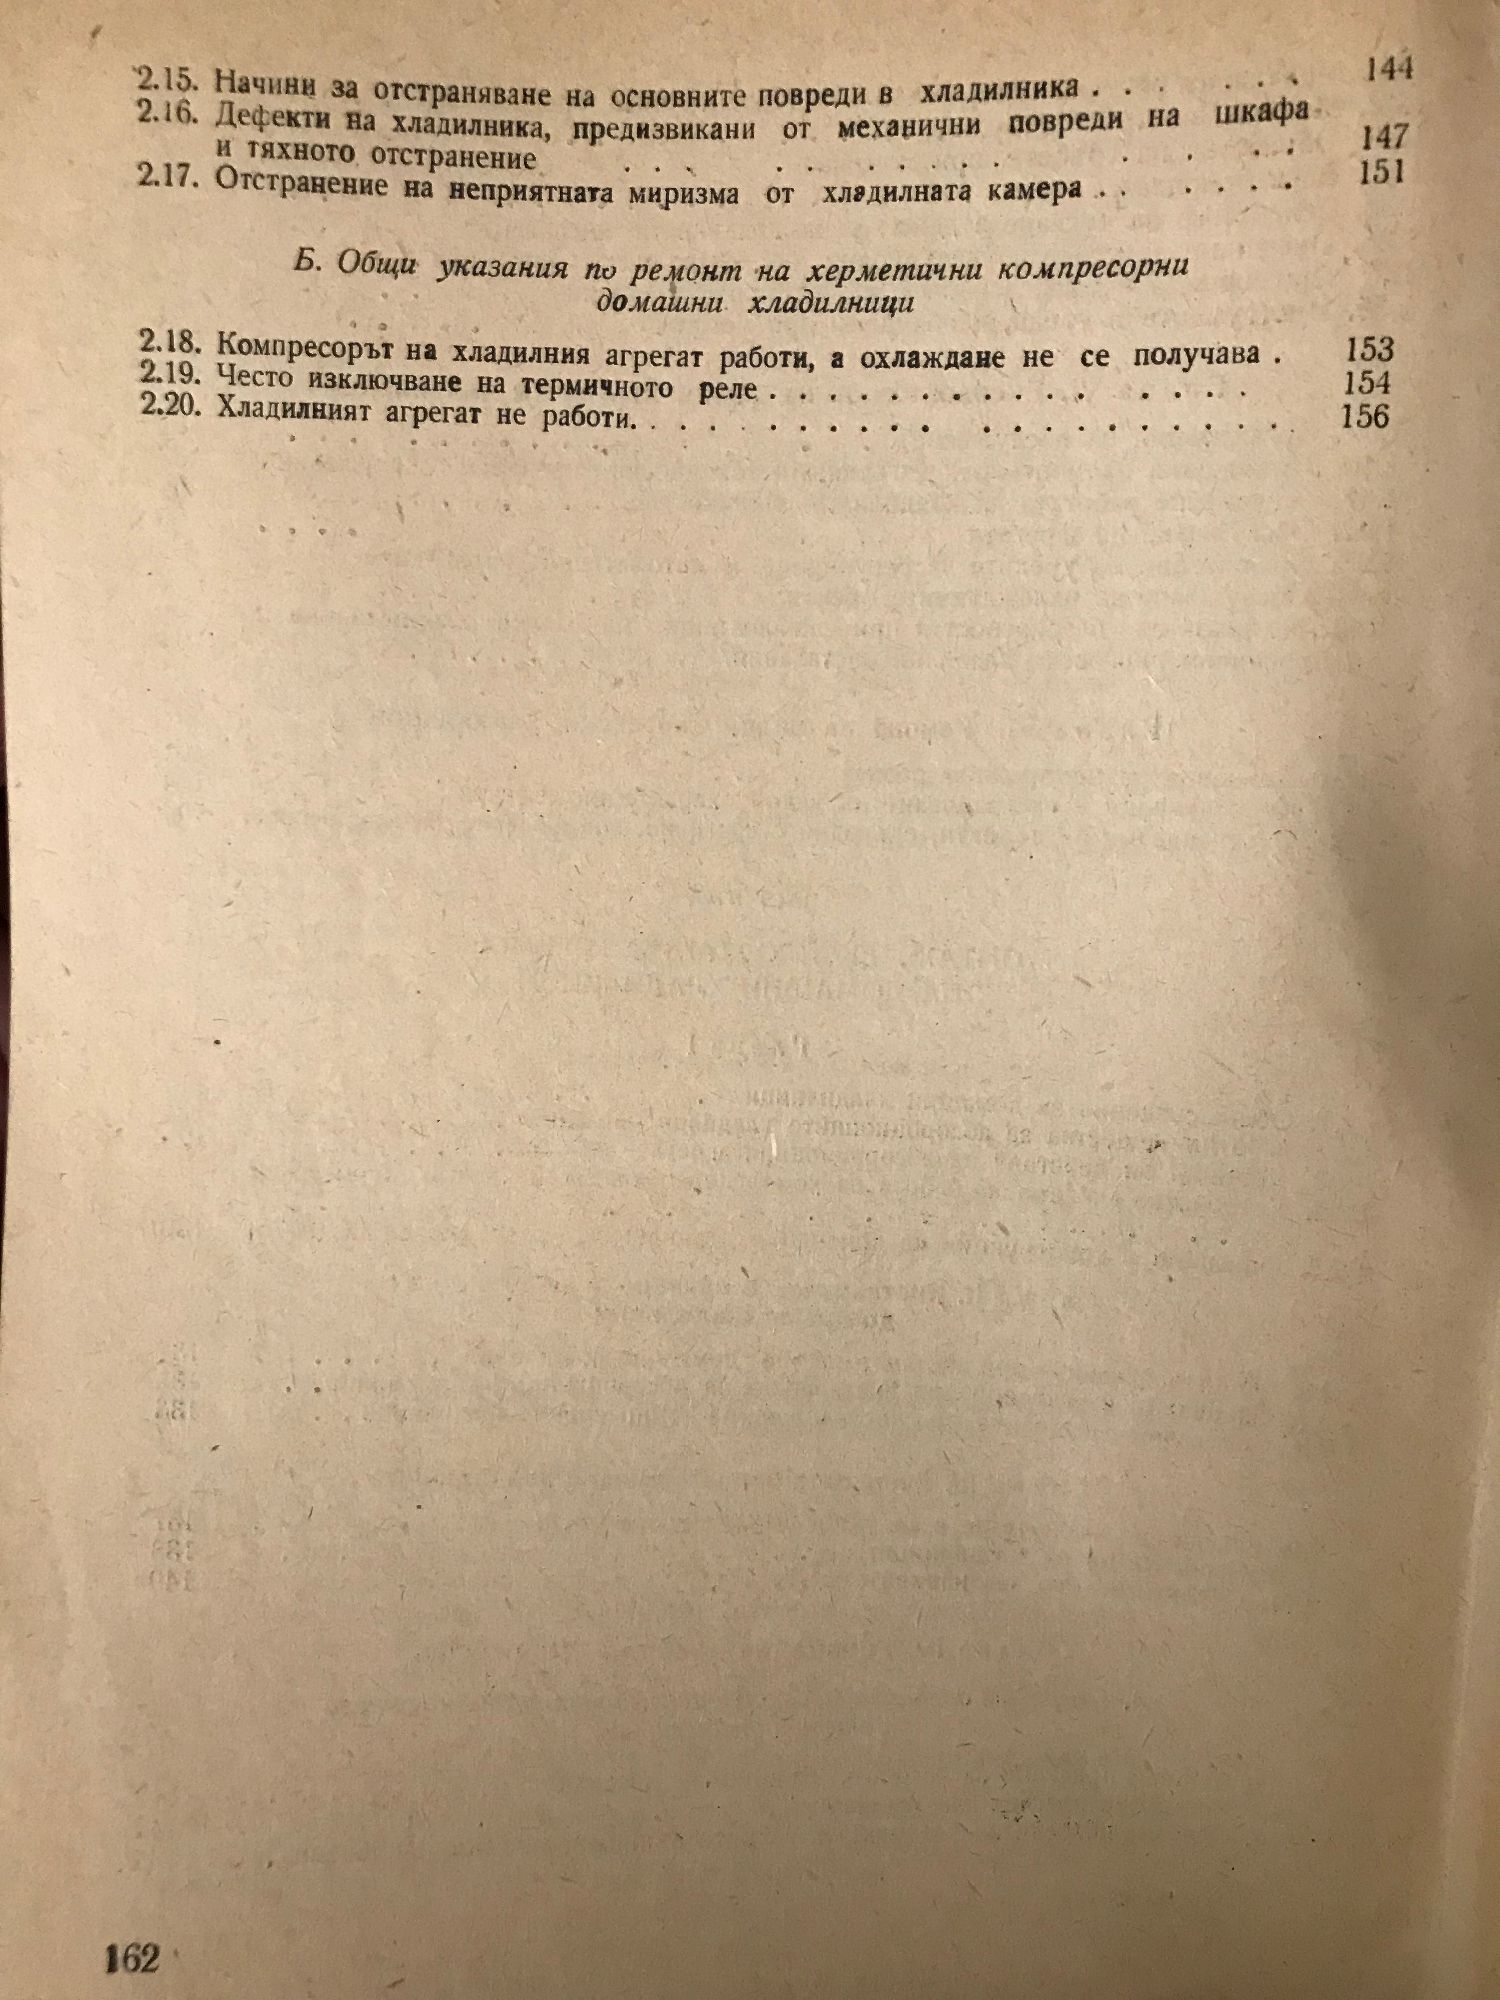 2.15. Начини за отстраняване на основните повреди в хладилника . . . . . . 144
2.16. Дефекти на хладилника, предизвикани от механични повреди на шкафа
и тяхното отстранение . . . . . . . . . . . . . . . 147
2.17. Отстранение на неприятната миризма от хладилната камера . . . . . . 151
Б. Общи указания по ремонт на херметични компресорни
домашни хладилници
2.18. Компресорът на хладилния агрегат работи, а охлаждане не се получава . 153
2.19. Често изключване на термичното реле . . . . . . . . . . . . . . . 154
2.20. Хладилният агрегат не работи. . . . . . . . . . . . . . . . . . . . . . 156
162